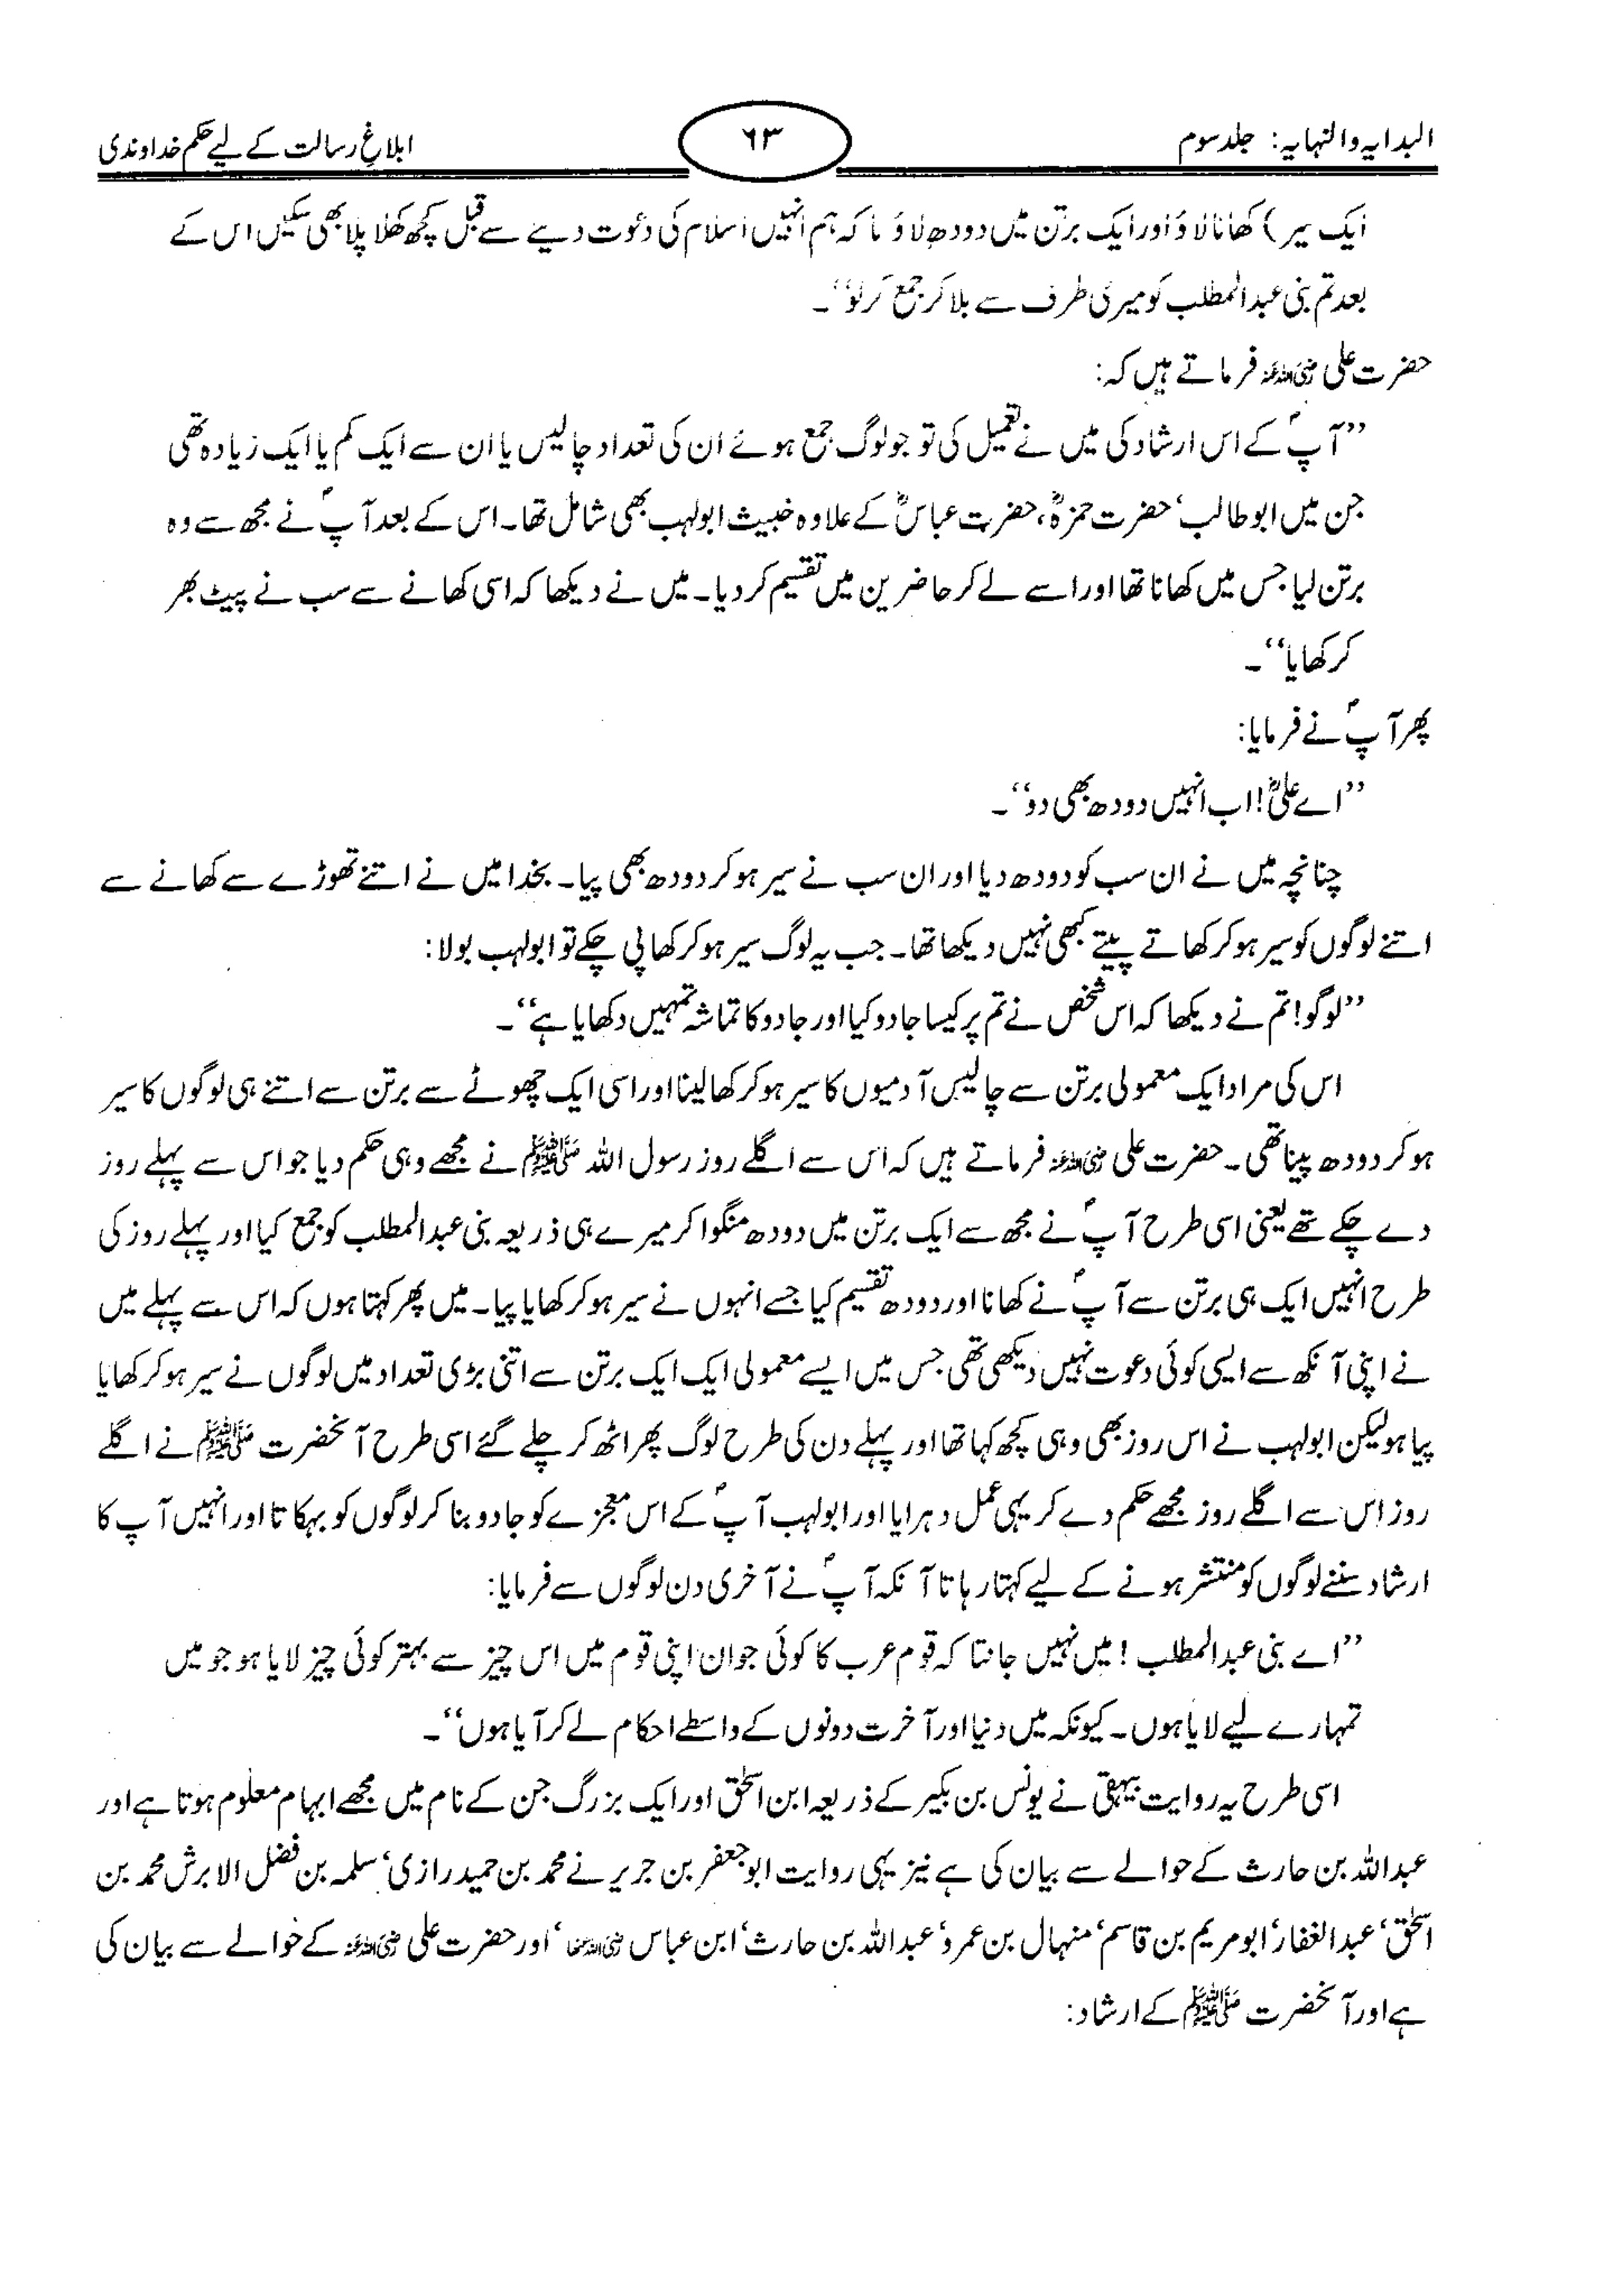 البدایہ والنہایہ: جلد سوم
۶۳
ابلاغِ رسالت کے لیے حکم خداوندی
ایک سیر) کھانا لاؤ اور ایک برتن میں دودھ لاؤ تا کہ ہم انہیں اسلام کی دعوت دینے سے قبل کچھ کھلا پلا بھی سکیں اس کے
بعد تم بنی عبدالمطلب کو میری طرف سے بلا کر جمع کر لو‘‘۔
حضرت علی رضی اللہ عنہ فرماتے ہیں کہ:
’’آپؐ کے اس ارشاد کی میں نے تعمیل کی تو جو لوگ جمع ہوئے ان کی تعداد چالیس یا ان سے ایک کم یا ایک زیادہ تھی
جن میں ابوطالب‘ حضرت حمزہؓ، حضرت عباسؓ کے علاوہ خبیث ابولہب بھی شامل تھا۔ اس کے بعد آپؐ نے مجھ سے وہ
برتن لیا جس میں کھانا تھا اور اسے لے کر حاضرین میں تقسیم کر دیا۔ میں نے دیکھا کہ اسی کھانے سے سب نے پیٹ بھر
کر کھایا‘‘۔
پھر آپؐ نے فرمایا:
’’اے علیؓ! اب انہیں دودھ بھی دو‘‘۔
چنانچہ میں نے ان سب کو دودھ دیا اور ان سب نے سیر ہو کر دودھ بھی پیا۔ بخدا میں نے اتنے تھوڑے سے کھانے سے
اتنے لوگوں کو سیر ہو کر کھاتے پیتے کبھی نہیں دیکھا تھا۔ جب یہ لوگ سیر ہو کر کھا پی چکے تو ابولہب بولا:
’’لوگو! تم نے دیکھا کہ اس شخص نے تم پر کیسا جادو کیا اور جادو کا تماشہ تمہیں دکھایا ہے‘‘۔
اس کی مراد ایک معمولی برتن سے چالیس آدمیوں کا سیر ہو کر کھا لینا اور اسی ایک چھوٹے سے برتن سے اتنے ہی لوگوں کا سیر
ہو کر دودھ پینا تھی۔ حضرت علی رضی اللہ عنہ فرماتے ہیں کہ اس سے اگلے روز رسول اللہ صلی اللہ علیہ وسلم نے مجھے وہی حکم دیا جو اس سے پہلے روز
دے چکے تھے یعنی اسی طرح آپؐ نے مجھ سے ایک برتن میں دودھ منگوا کر میرے ہی ذریعہ بنی عبدالمطلب کو جمع کیا اور پہلے روز کی
طرح انہیں ایک ہی برتن سے آپؐ نے کھانا اور دودھ تقسیم کیا جسے انہوں نے سیر ہو کر کھایا پیا۔ میں پھر کہتا ہوں کہ اس سے پہلے میں
نے اپنی آنکھ سے ایسی کوئی دعوت نہیں دیکھی تھی جس میں ایسے معمولی ایک ایک برتن سے اتنی بڑی تعداد میں لوگوں نے سیر ہو کر کھایا
پیا ہو لیکن ابولہب نے اس روز بھی وہی کچھ کہا تھا اور پہلے دن کی طرح لوگ پھر اٹھ کر چلے گئے اسی طرح آنحضرت صلی اللہ علیہ وسلم نے اگلے
روز اس سے اگلے روز مجھے حکم دے کر یہی عمل دہرایا اور ابولہب آپؐ کے اس معجزے کو جادو بنا کر لوگوں کو بہکاتا اور انہیں آپ کا
ارشاد سننے لوگوں کو منتشر ہونے کے لیے کہتا رہا تا آنکہ آپؐ نے آخری دن لوگوں سے فرمایا:
’’اے بنی عبدالمطلب! میں نہیں جانتا کہ قوم عرب کا کوئی جوان اپنی قوم میں اس چیز سے بہتر کوئی چیز لایا ہو جو میں
تمہارے لیے لایا ہوں۔ کیونکہ میں دنیا اور آخرت دونوں کے واسطے احکام لے کر آیا ہوں‘‘۔
اسی طرح یہ روایت بیہقی نے یونس بن بکیر کے ذریعہ ابن اسحٰق اور ایک بزرگ جن کے نام میں مجھے ابہام معلوم ہوتا ہے اور
عبداللہ بن حارث کے حوالے سے بیان کی ہے نیز یہی روایت ابوجعفر بن جریر نے محمد بن حمید رازی‘ سلمہ بن فضل الابرش محمد بن
اسحٰق‘ عبدالغفار‘ ابومریم بن قاسم‘ منہال بن عمرو‘ عبداللہ بن حارث‘ ابن عباس رضی اللہ عنہما‘ اور حضرت علی رضی اللہ عنہ کے حوالے سے بیان کی
ہے اور آنحضرت صلی اللہ علیہ وسلم کے ارشاد: